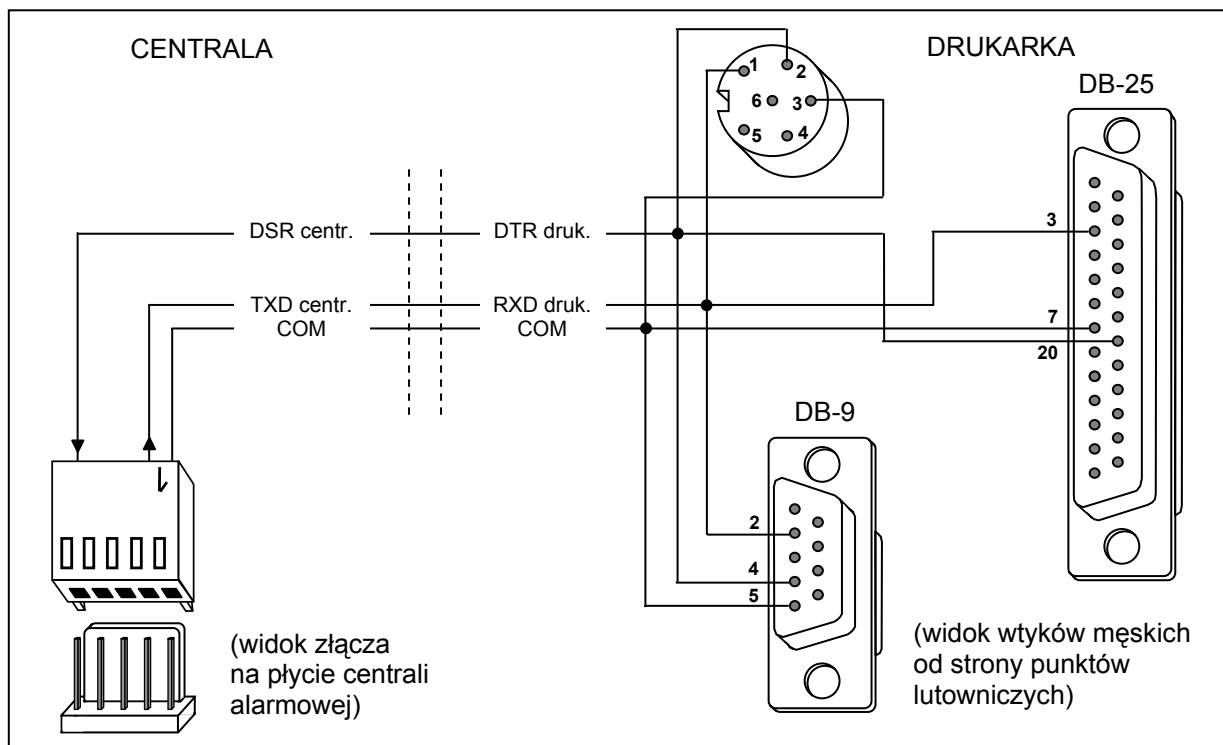 CENTRALA
DRUKARKA
DB-25
1
2
6
3
5
4
DSR centr.
DTR druk.
3
TXD centr.
RXD druk.
COM
COM
7
20
DB-9
2
4
5
(widok złącza
na płycie centrali
alarmowej)
(widok wtyków męskich
od strony punktów
lutowniczych)